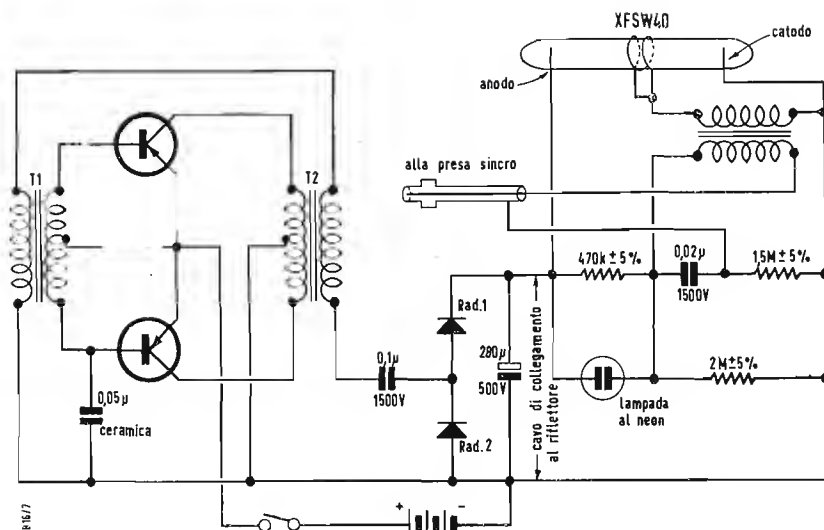 XFSW40
catodo
anodo
alla presa sincro
T1
T2
470k ± 5%
0,02µ
1500V
1,5M ± 5%
Rad.1
0,1µ
1500V
280µ
500V
cavo di collegamento
al riflettore
2M ± 5%
lampada
al neon
0,05µ
ceramica
Rad.2
+
-